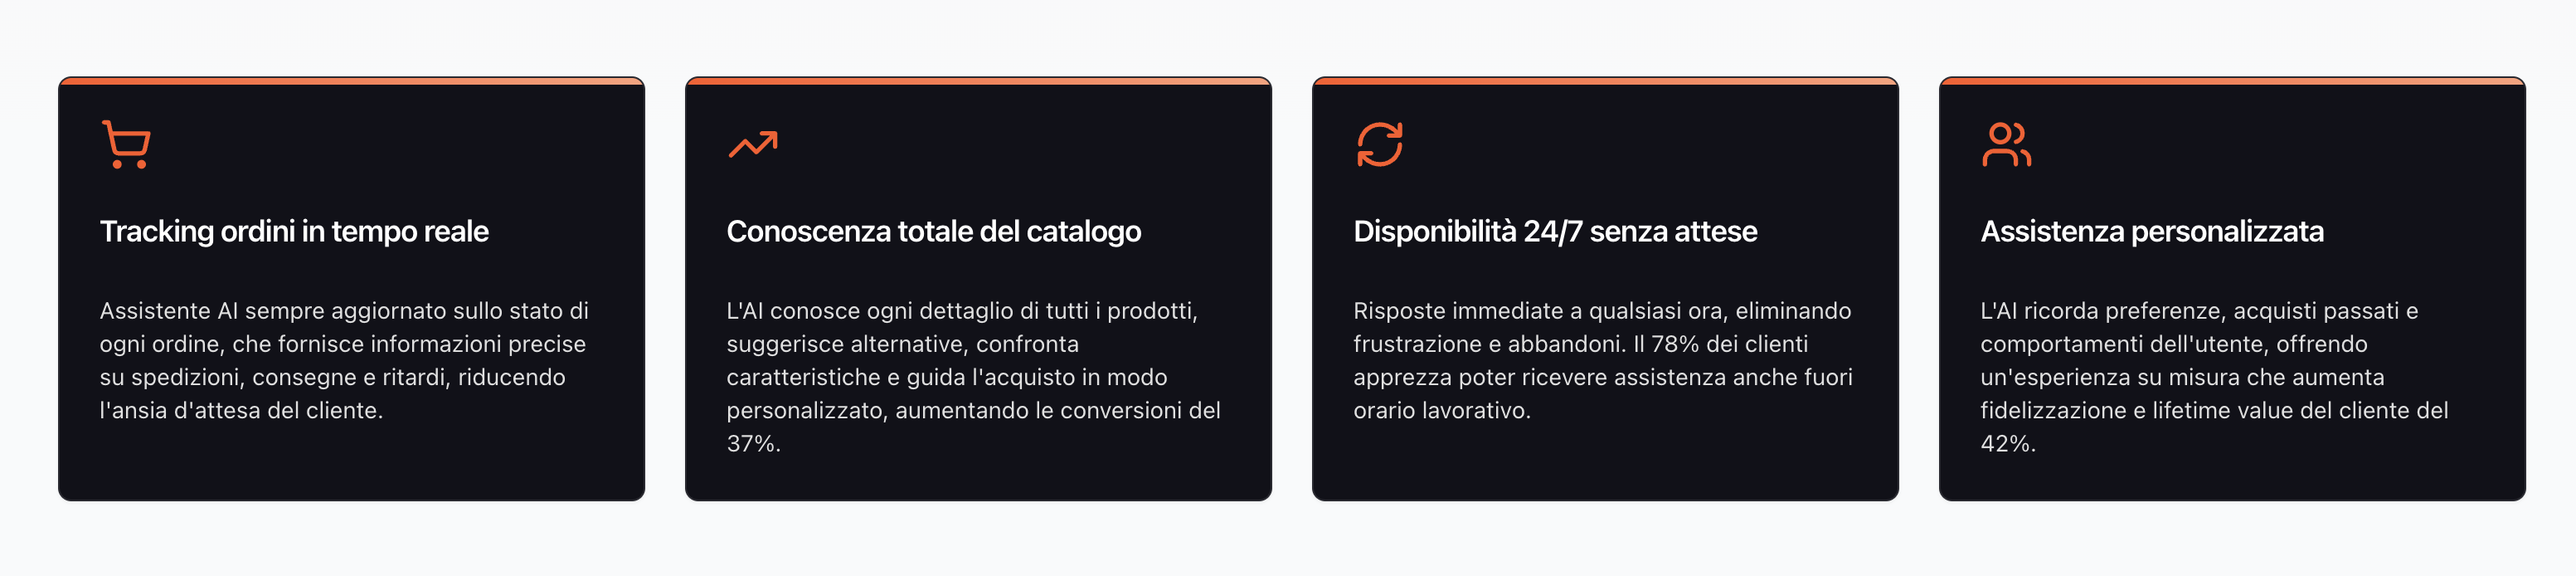 Tracking ordini in tempo reale
Assistente AI sempre aggiornato sullo stato di
ogni ordine, che fornisce informazioni precise
su spedizioni, consegne e ritardi, riducendo
l'ansia d'attesa del cliente.
Conoscenza totale del catalogo
L'AI conosce ogni dettaglio di tutti i prodotti,
suggerisce alternative, confronta
caratteristiche e guida l'acquisto in modo
personalizzato, aumentando le conversioni del
37%.
Disponibilità 24/7 senza attese
Risposte immediate a qualsiasi ora, eliminando
frustrazione e abbandoni. Il 78% dei clienti
apprezza poter ricevere assistenza anche fuori
orario lavorativo.
Assistenza personalizzata
L'AI ricorda preferenze, acquisti passati e
comportamenti dell'utente, offrendo
un'esperienza su misura che aumenta
fidelizzazione e lifetime value del cliente del
42%.